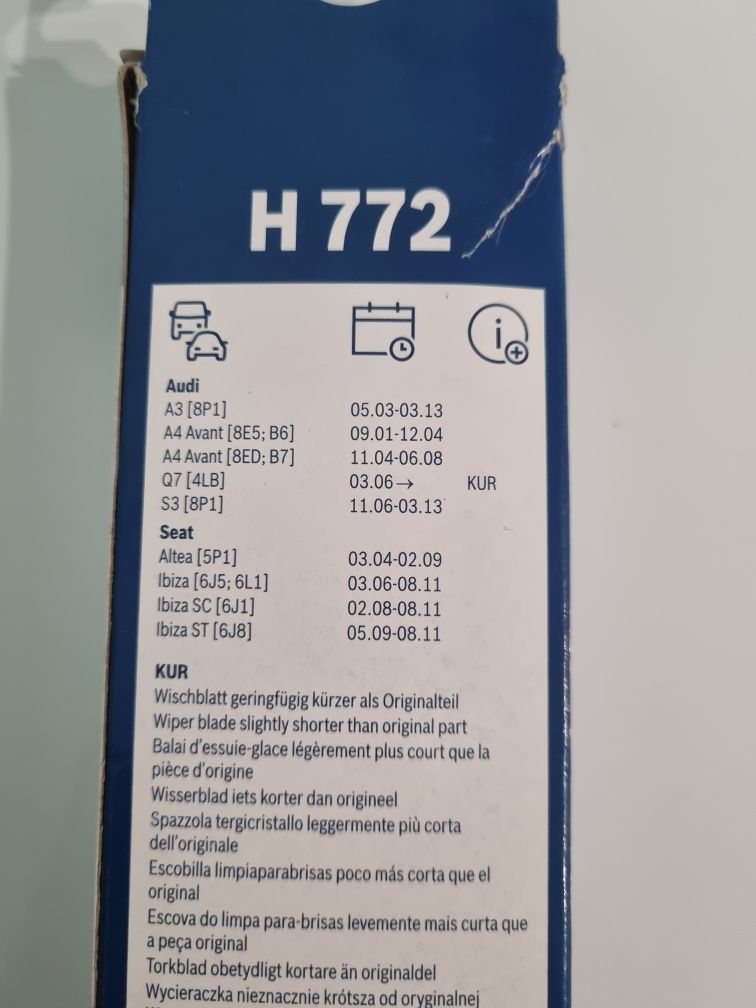 H 772
Audi
A3 [8P1] 05.03-03.13
A4 Avant [8E5; B6] 09.01-12.04
A4 Avant [8ED; B7] 11.04-06.08
Q7 [4LB] 03.06→ KUR
S3 [8P1] 11.06-03.13
Seat
Altea [5P1] 03.04-02.09
Ibiza [6J5; 6L1] 03.06-08.11
Ibiza SC [6J1] 02.08-08.11
Ibiza ST [6J8] 05.09-08.11
KUR
Wischblatt geringfügig kürzer als Originalteil
Wiper blade slightly shorter than original part
Balai d'essuie-glace légèrement plus court que la
pièce d'origine
Wisserblad iets korter dan origineel
Spazzola tergicristallo leggermente più corta
dell'originale
Escobilla limpiaparabrisas poco más corta que el
original
Escova do limpa para-brisas levemente mais curta que
a peça original
Torkblad obetydligt kortare än originaldel
Wycieraczka nieznacznie krótsza od oryginalnej